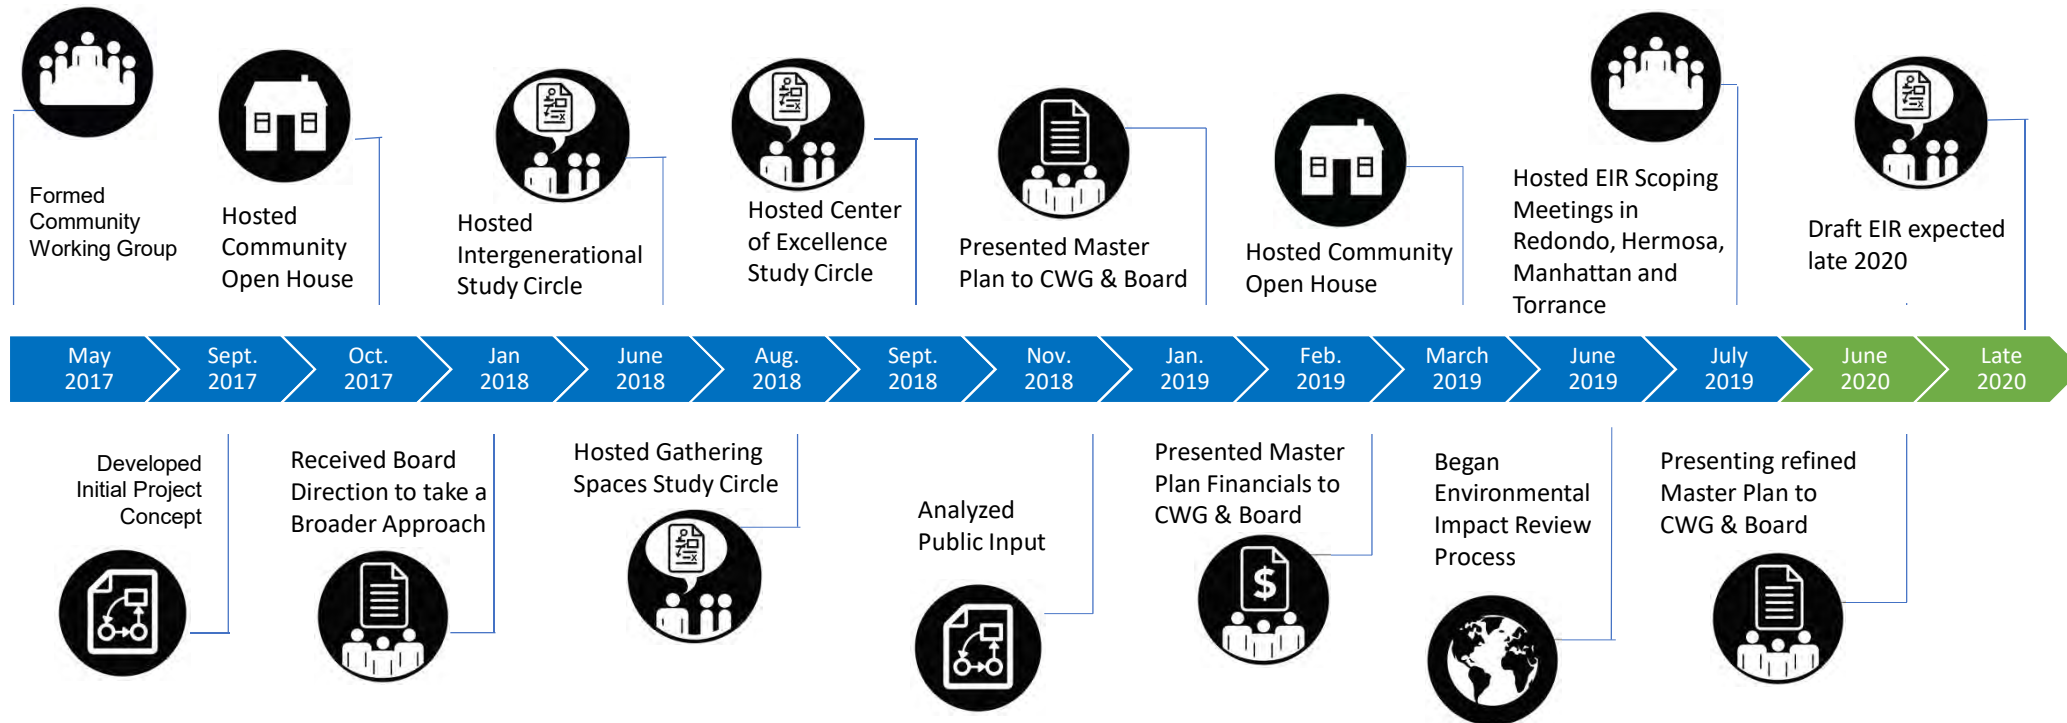 Formed
Community
Working Group
Hosted
Community
Open House
Hosted
Intergenerational
Study Circle
Hosted Center
of Excellence
Study Circle
Presented Master
Plan to CWG & Board
Hosted Community
Open House
Hosted EIR Scoping
Meetings in
Redondo, Hermosa,
Manhattan and
Torrance
Draft EIR expected
late 2020
May
2017
Sept.
2017
Oct.
2017
Jan
2018
June
2018
Aug.
2018
Sept.
2018
Nov.
2018
Jan.
2019
Feb.
2019
March
2019
June
2019
July
2019
June
2020
Late
2020
Developed
Initial Project
Concept
Received Board
Direction to take a
Broader Approach
Hosted Gathering
Spaces Study Circle
Analyzed
Public Input
Presented Master
Plan Financials to
CWG & Board
$
Began
Environmental
Impact Review
Process
Presenting refined
Master Plan to
CWG & Board